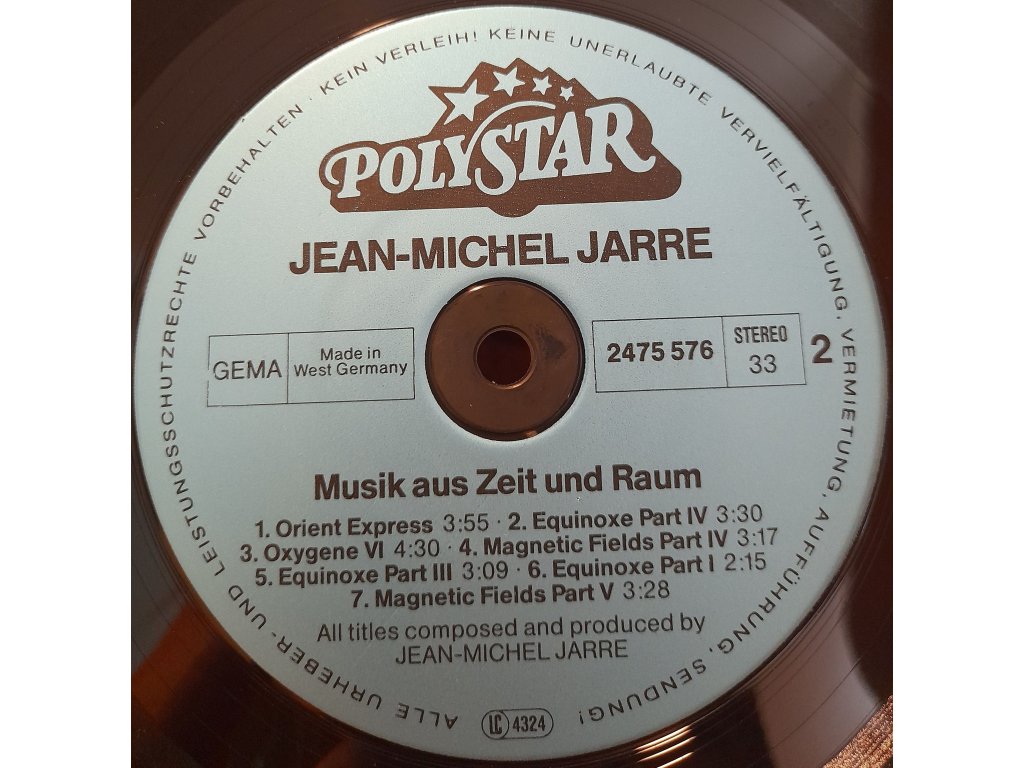 ALLE URHEBER- UND LEISTUNGSSCHUTZRECHTE VORBEHALTEN · KEIN VERLEIH! KEINE UNERLAUBTE VERVIELFÄLTIGUNG, VERMIETUNG, AUFFÜHRUNG, SENDUNG!
POLYSTAR
JEAN-MICHEL JARRE
GEMA
Made in
West Germany
2475 576
STEREO
33
2
Musik aus Zeit und Raum
1. Orient Express 3:55 · 2. Equinoxe Part IV 3:30
3. Oxygene VI 4:30 · 4. Magnetic Fields Part IV 3:17
5. Equinoxe Part III 3:09 · 6. Equinoxe Part I 2:15
7. Magnetic Fields Part V 3:28
All titles composed and produced by
JEAN-MICHEL JARRE
LC 4324